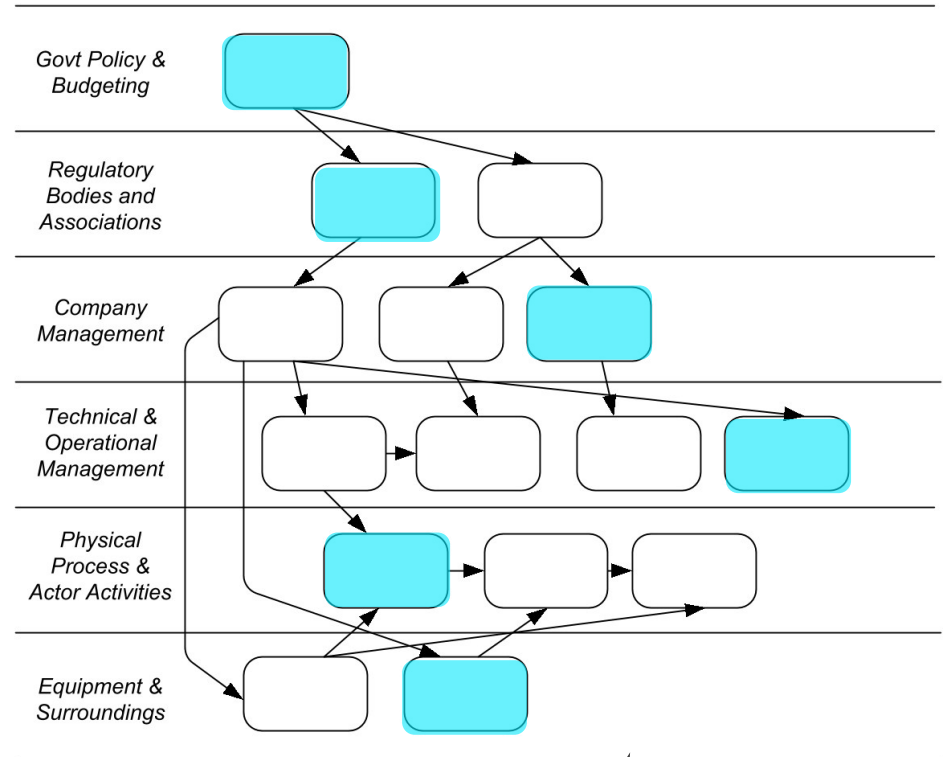 Govt Policy &
Budgeting
Regulatory
Bodies and
Associations
Company
Management
Technical &
Operational
Management
Physical
Process &
Actor Activities
Equipment &
Surroundings